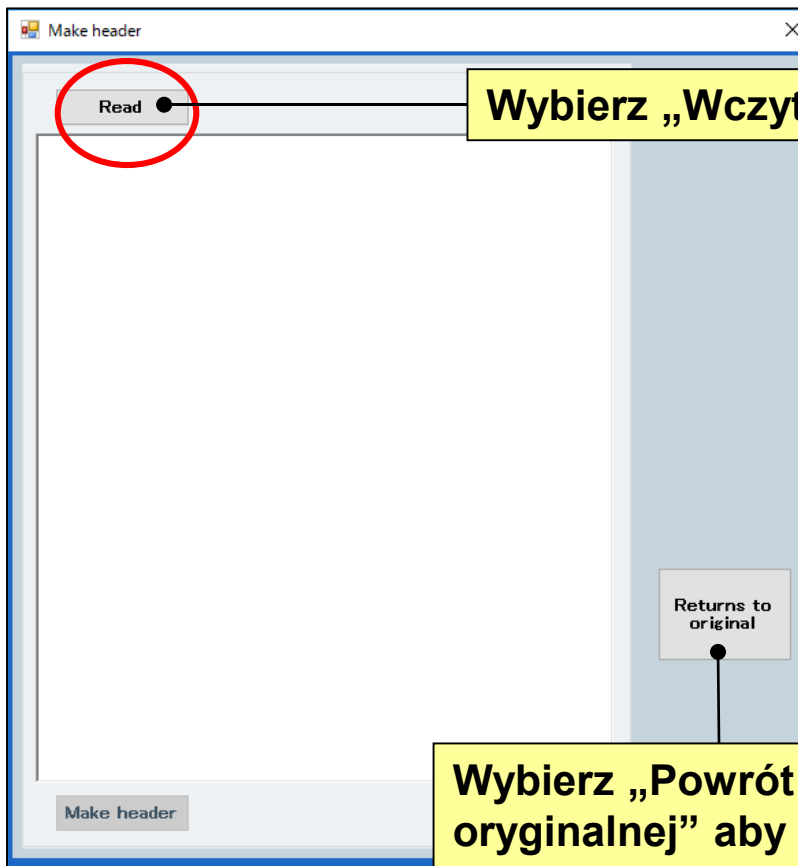 Make header
Read
Wybierz „Wczyt
Returns to
original
Wybierz „Powrót
oryginalnej” aby
Make header